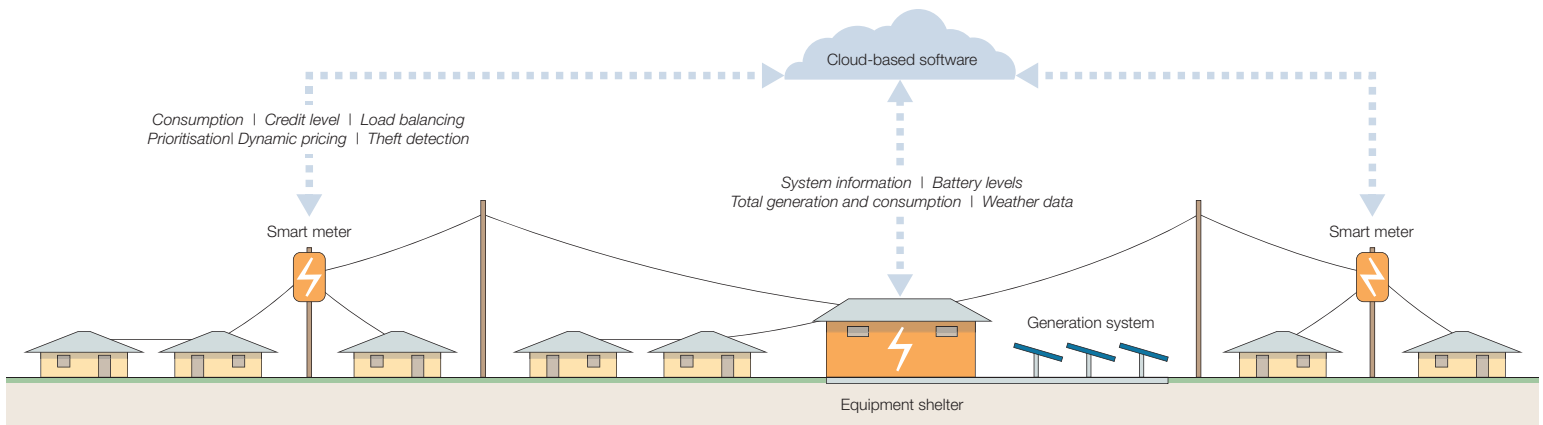 Cloud-based software
Consumption | Credit level | Load balancing
Prioritisation| Dynamic pricing | Theft detection
System information | Battery levels
Total generation and consumption | Weather data
Smart meter
Smart meter
Generation system
Equipment shelter